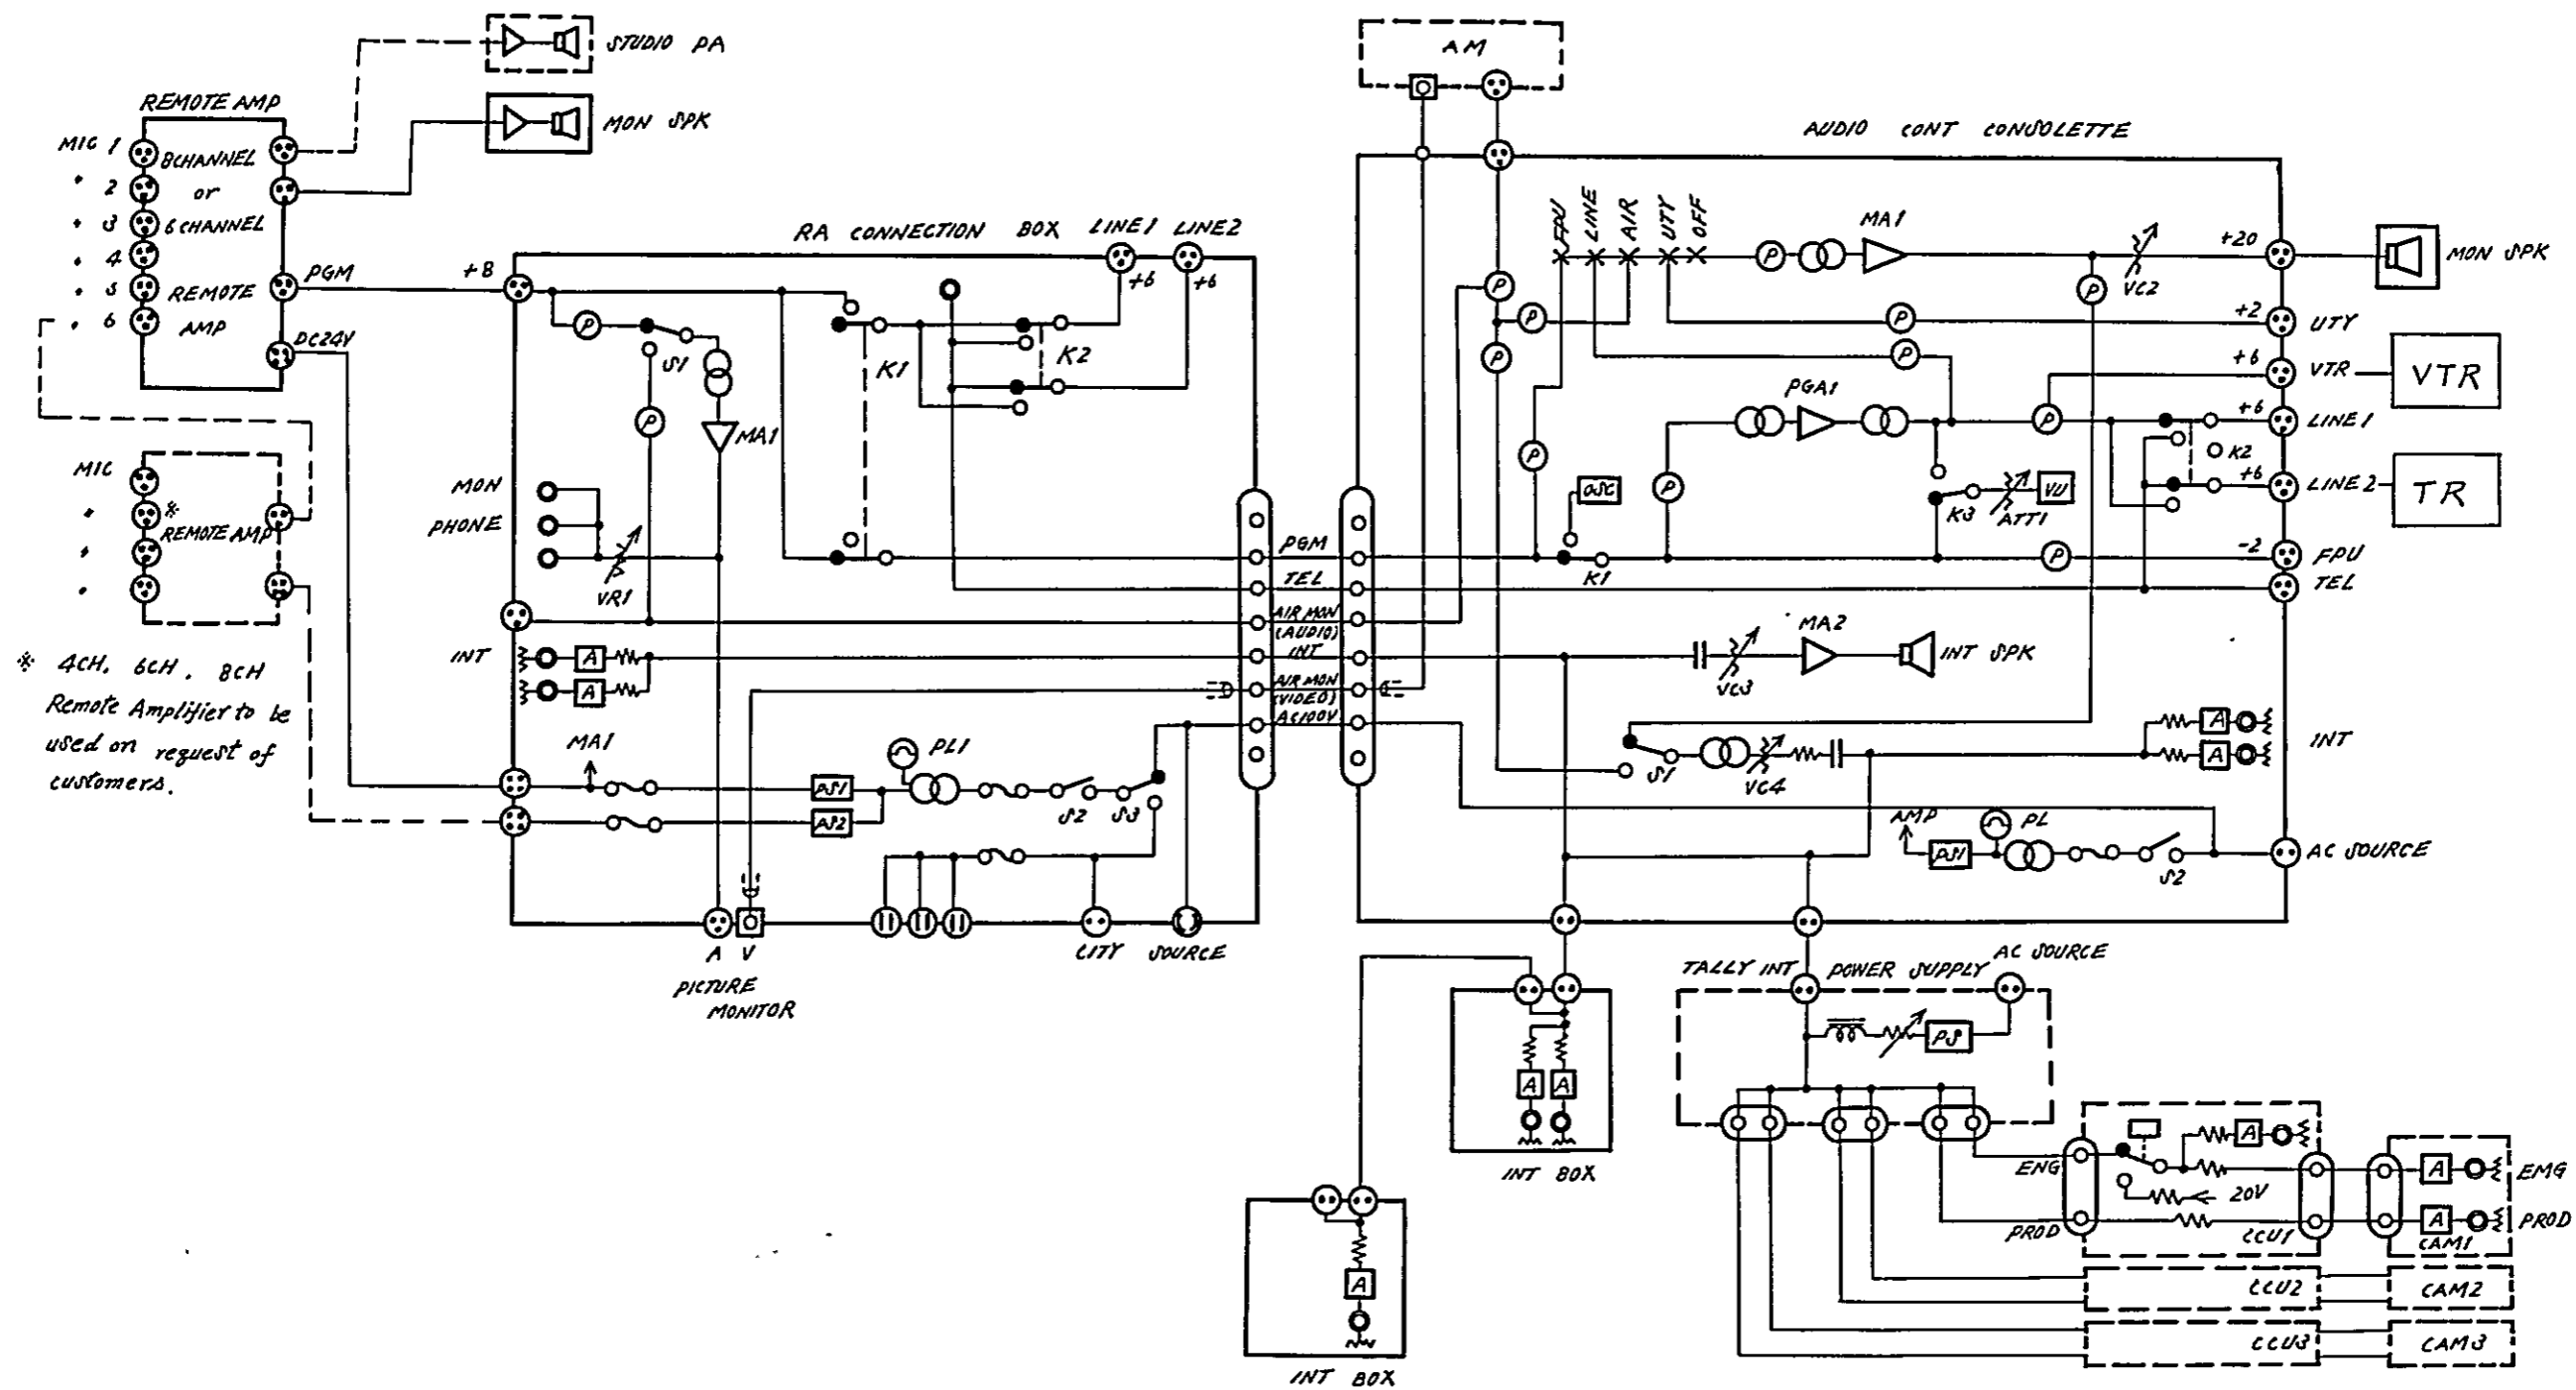 STUDIO PA
MON SPK
REMOTE AMP
MIC 1
2
3
4
5
6
8CHANNEL
or
6CHANNEL
REMOTE
AMP
PGM
DC24V
MIC
※
REMOTE AMP
※ 4CH. 6CH. 8CH
Remote Amplifier to be
used on request of
customers.
RA CONNECTION BOX
LINE1
LINE2
+8
+6
+6
P
S1
K1
K2
P
MA1
MON
PHONE
VR1
INT
A
A
MA1
PL1
PS1
AS2
S2
S3
A V
PICTURE
MONITOR
CITY SOURCE
PGM
TEL
AIR MON
(AUDIO)
INT
AIR MON
(VIDEO)
AC100V
AM
AUDIO CONT CONSOLETTE
FPU
LINE
AIR
UTY
OFF
P
MA1
P
VC2
+20
MON SPK
P
P
P
P
+2
UTY
P
+6
VTR
VTR
PGA1
P
+6
LINE1
K2
+6
LINE2
TR
P
OSC
P
K3
ATT1
VU
K1
P
-2
FPU
TEL
MA2
VC3
INT SPK
S1
VC4
A
A
INT
AMP
PS1
PL
S2
AC SOURCE
TALLY INT POWER SUPPLY
AC SOURCE
PS
A A
INT BOX
A
INT BOX
ENG
A
20V
PROD
CCU1
A
EMG
A
PROD
CAM1
CCU2
CAM2
CCU3
CAM3